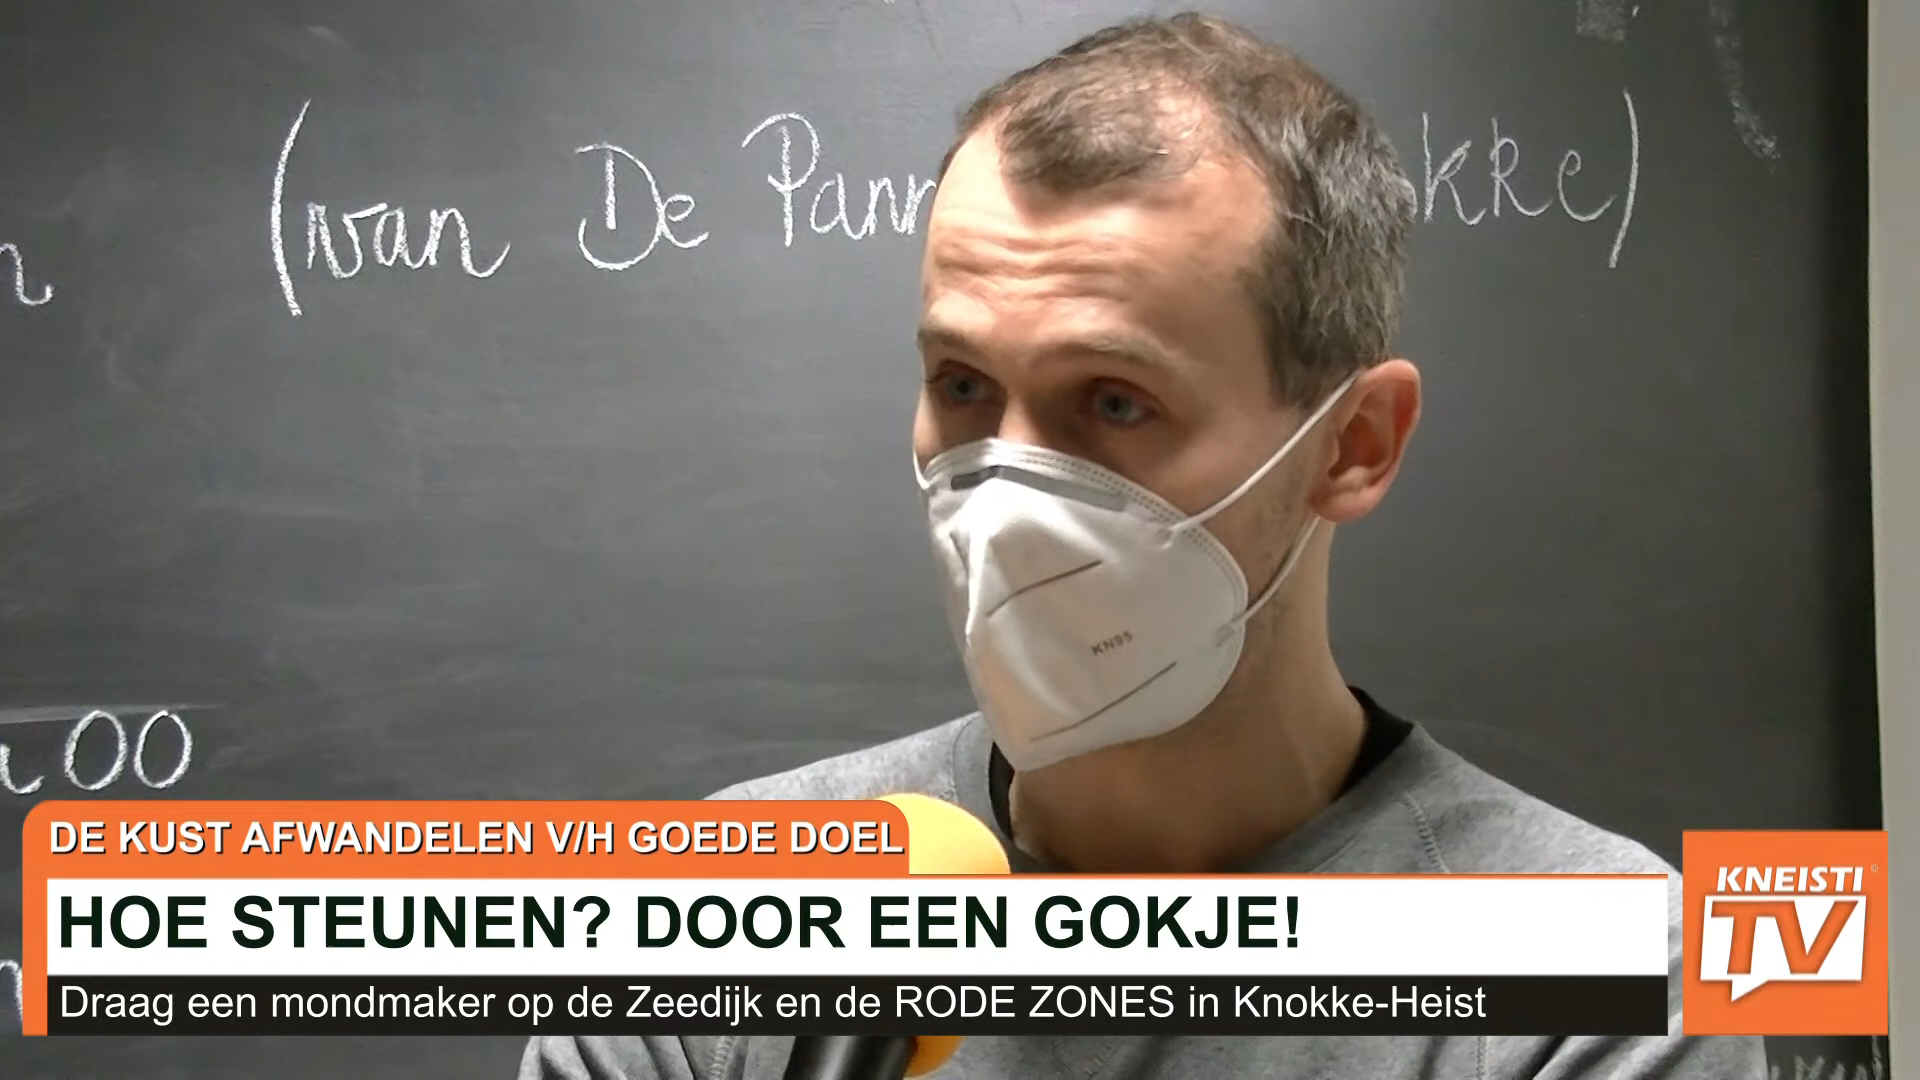 (van De Pann kke)
00
KN95
DE KUST AFWANDELEN V/H GOEDE DOEL
HOE STEUNEN? DOOR EEN GOKJE!
Draag een mondmaker op de Zeedijk en de RODE ZONES in Knokke-Heist
KNEISTI
TV